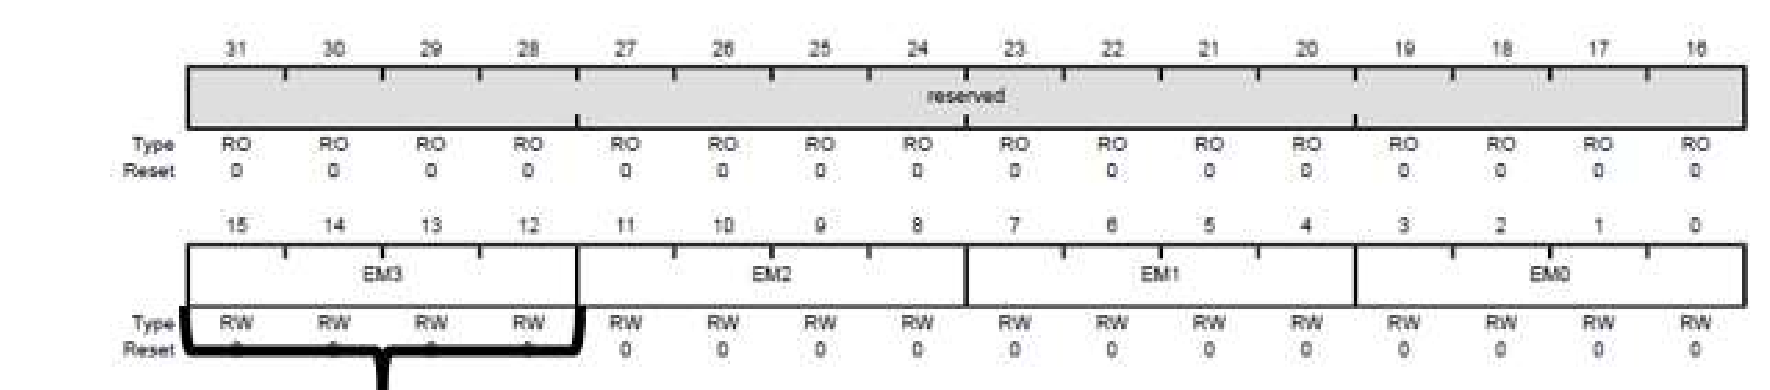 31 30 29 28 27 26 25 24 23 22 21 20 19 18 17 16
reserved
Type RO RO RO RO RO RO RO RO RO RO RO RO RO RO RO RO
Reset 0 0 0 0 0 0 0 0 0 0 0 0 0 0 0 0
15 14 13 12 11 10 9 8 7 6 5 4 3 2 1 0
EM3 EM2 EM1 EM0
Type RW RW RW RW RW RW RW RW RW RW RW RW RW RW RW RW
Reset 0 0 0 0 0 0 0 0 0 0 0 0